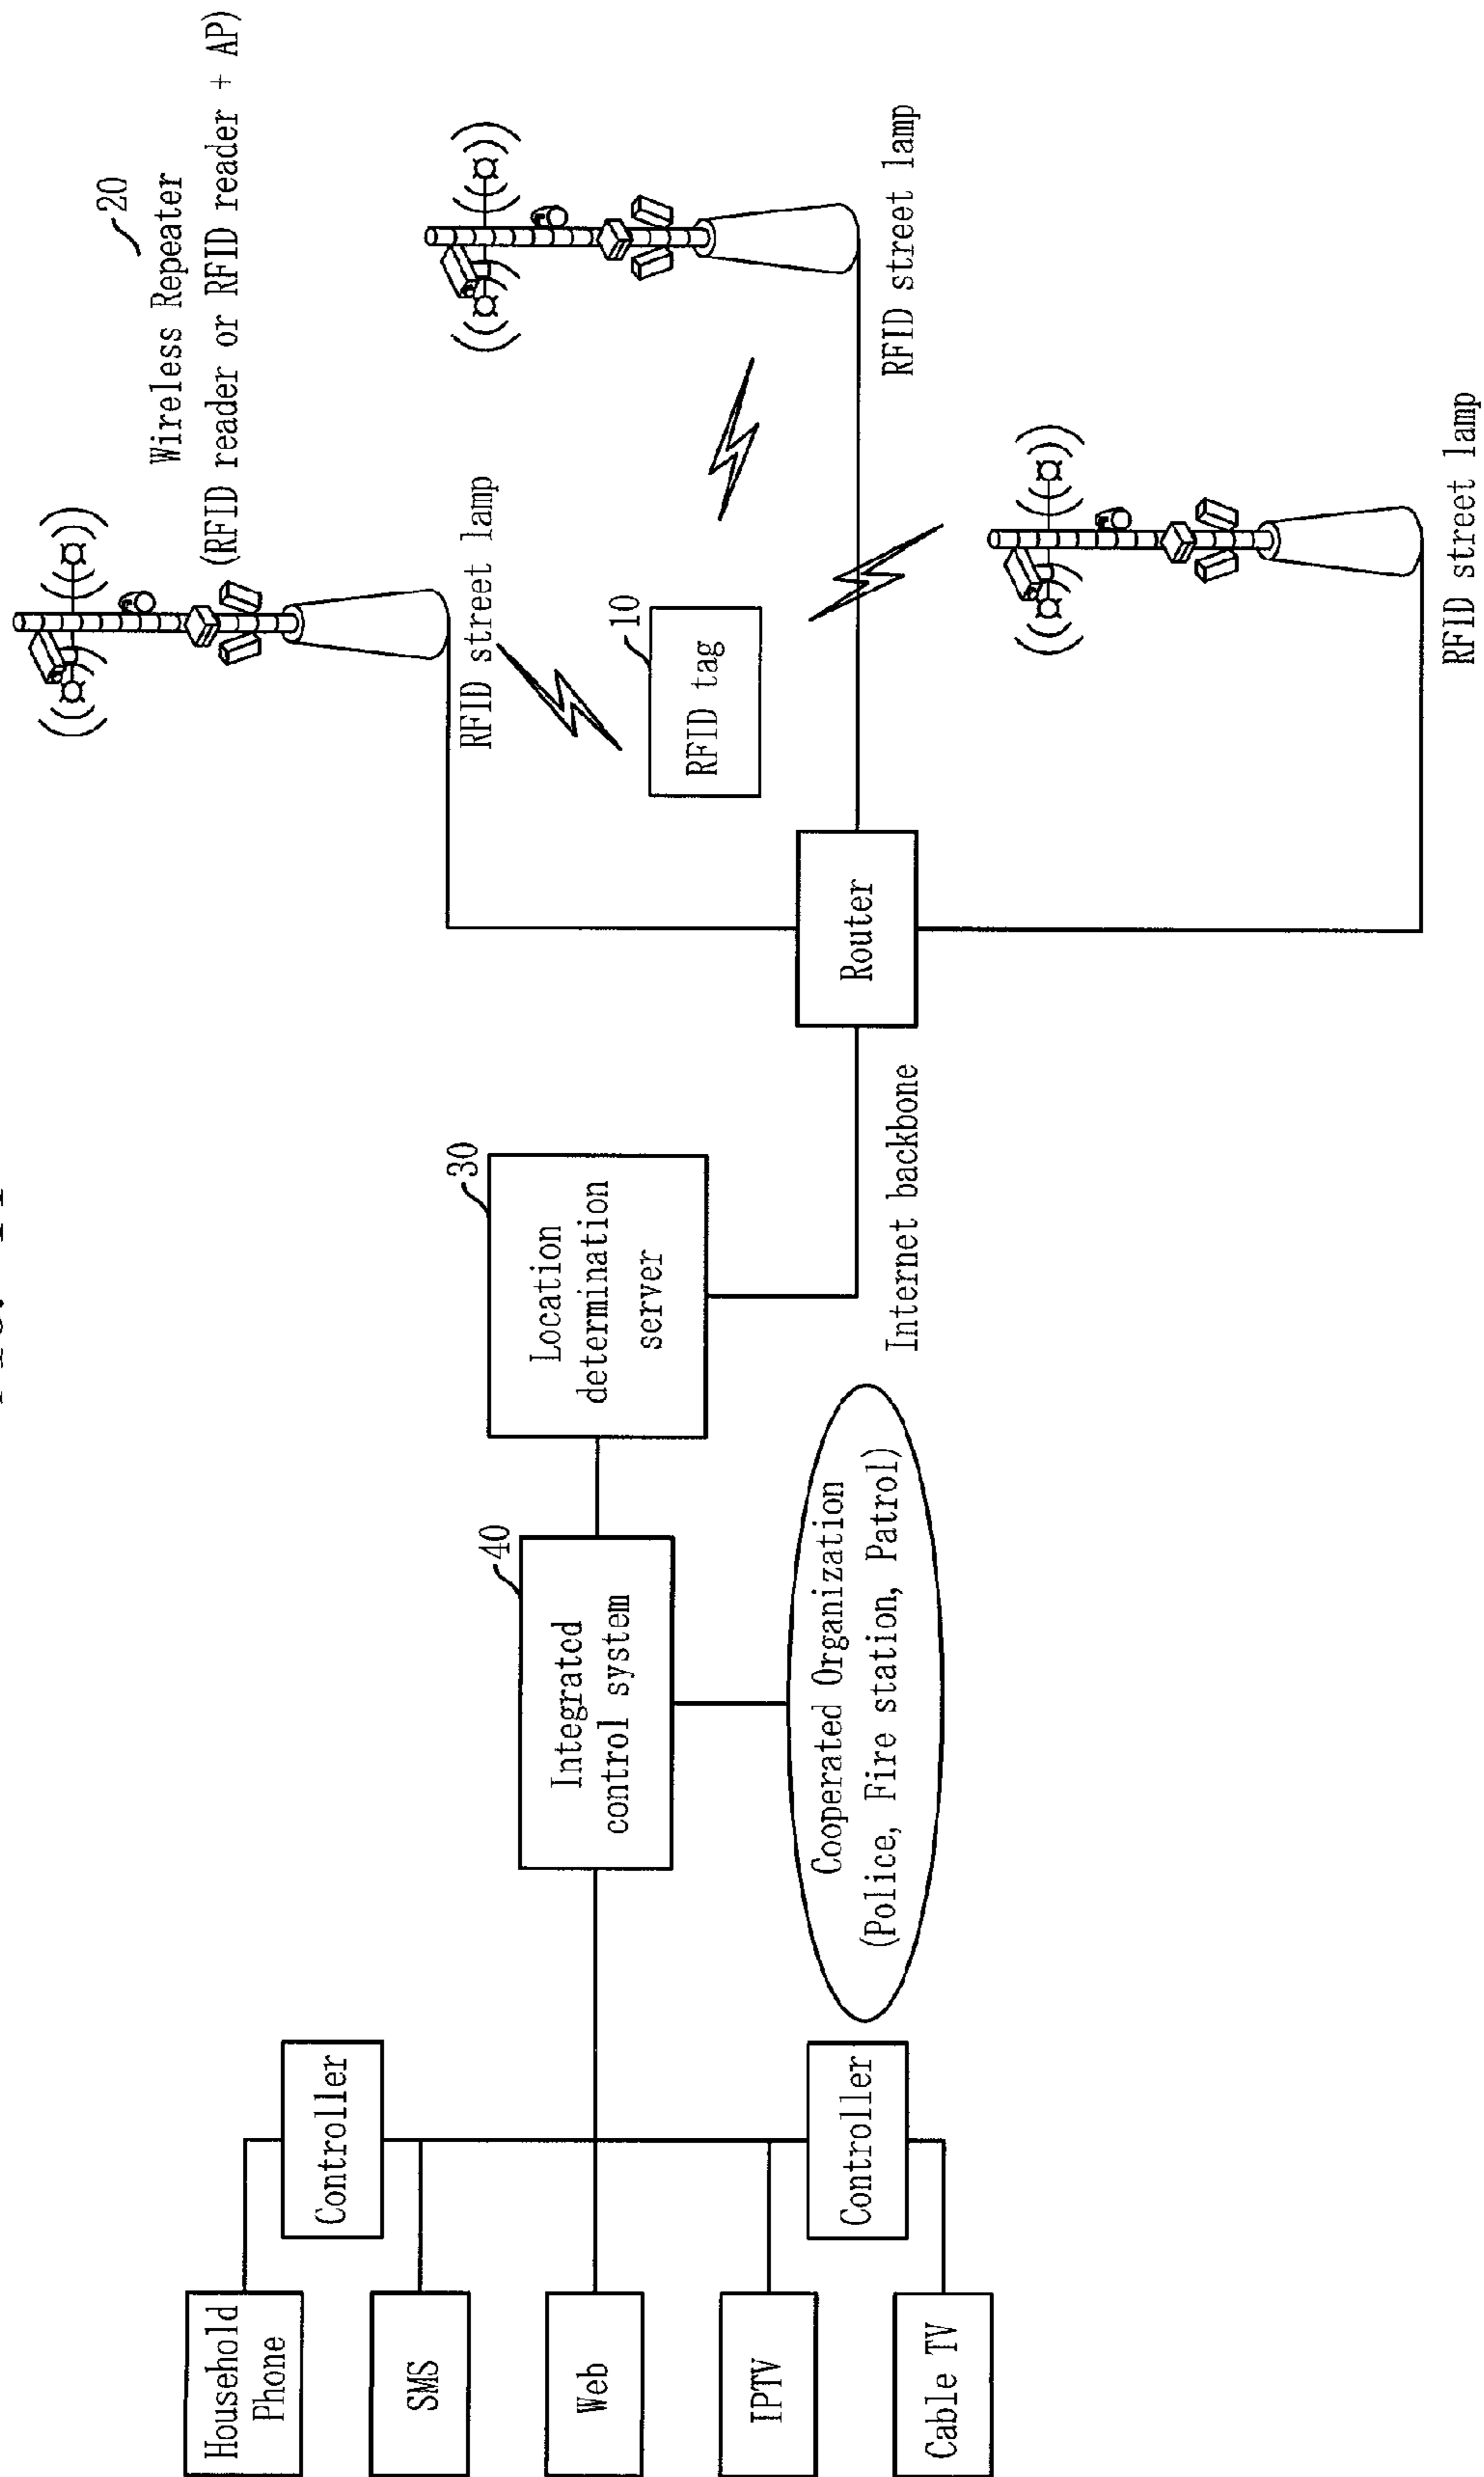 Wireless Repeater
20
(RFID reader or RFID reader + AP)
Household
Phone
Controller
SMS
Web
IPTV
Controller
Cable TV
40
Integrated
control system
Cooperated Organization
(Police, Fire station, Patrol)
30
Location
determination
server
Internet backbone
Router
10
RFID tag
RFID street lamp
RFID street lamp
RFID street lamp